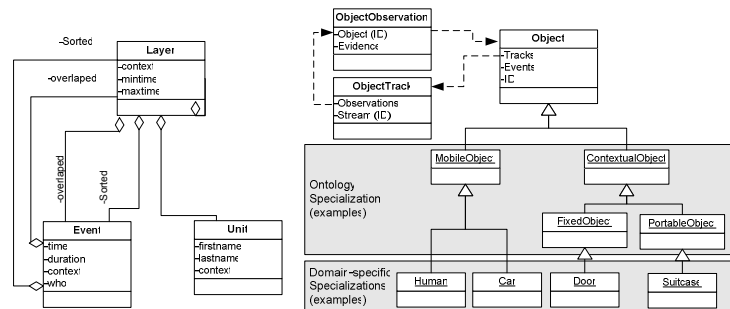 -Sorted
-overlaped
Layer
-context
-mintime
-maxtime
-overlaped
-Sorted
Event
-time
-duration
-context
-who
Unit
-firstname
-lastname
-context
ObjectObservation
-Object (ID)
-Evidence
ObjectTrack
-Observations
-Stream (ID)
Object
-Tracks
-Events
-ID
MobileObject
ContextualObject
Ontology
Specialization
(examples)
FixedObject
PortableObject
Domain-specific
Specializations
(examples)
Human
Car
Door
Suitcase